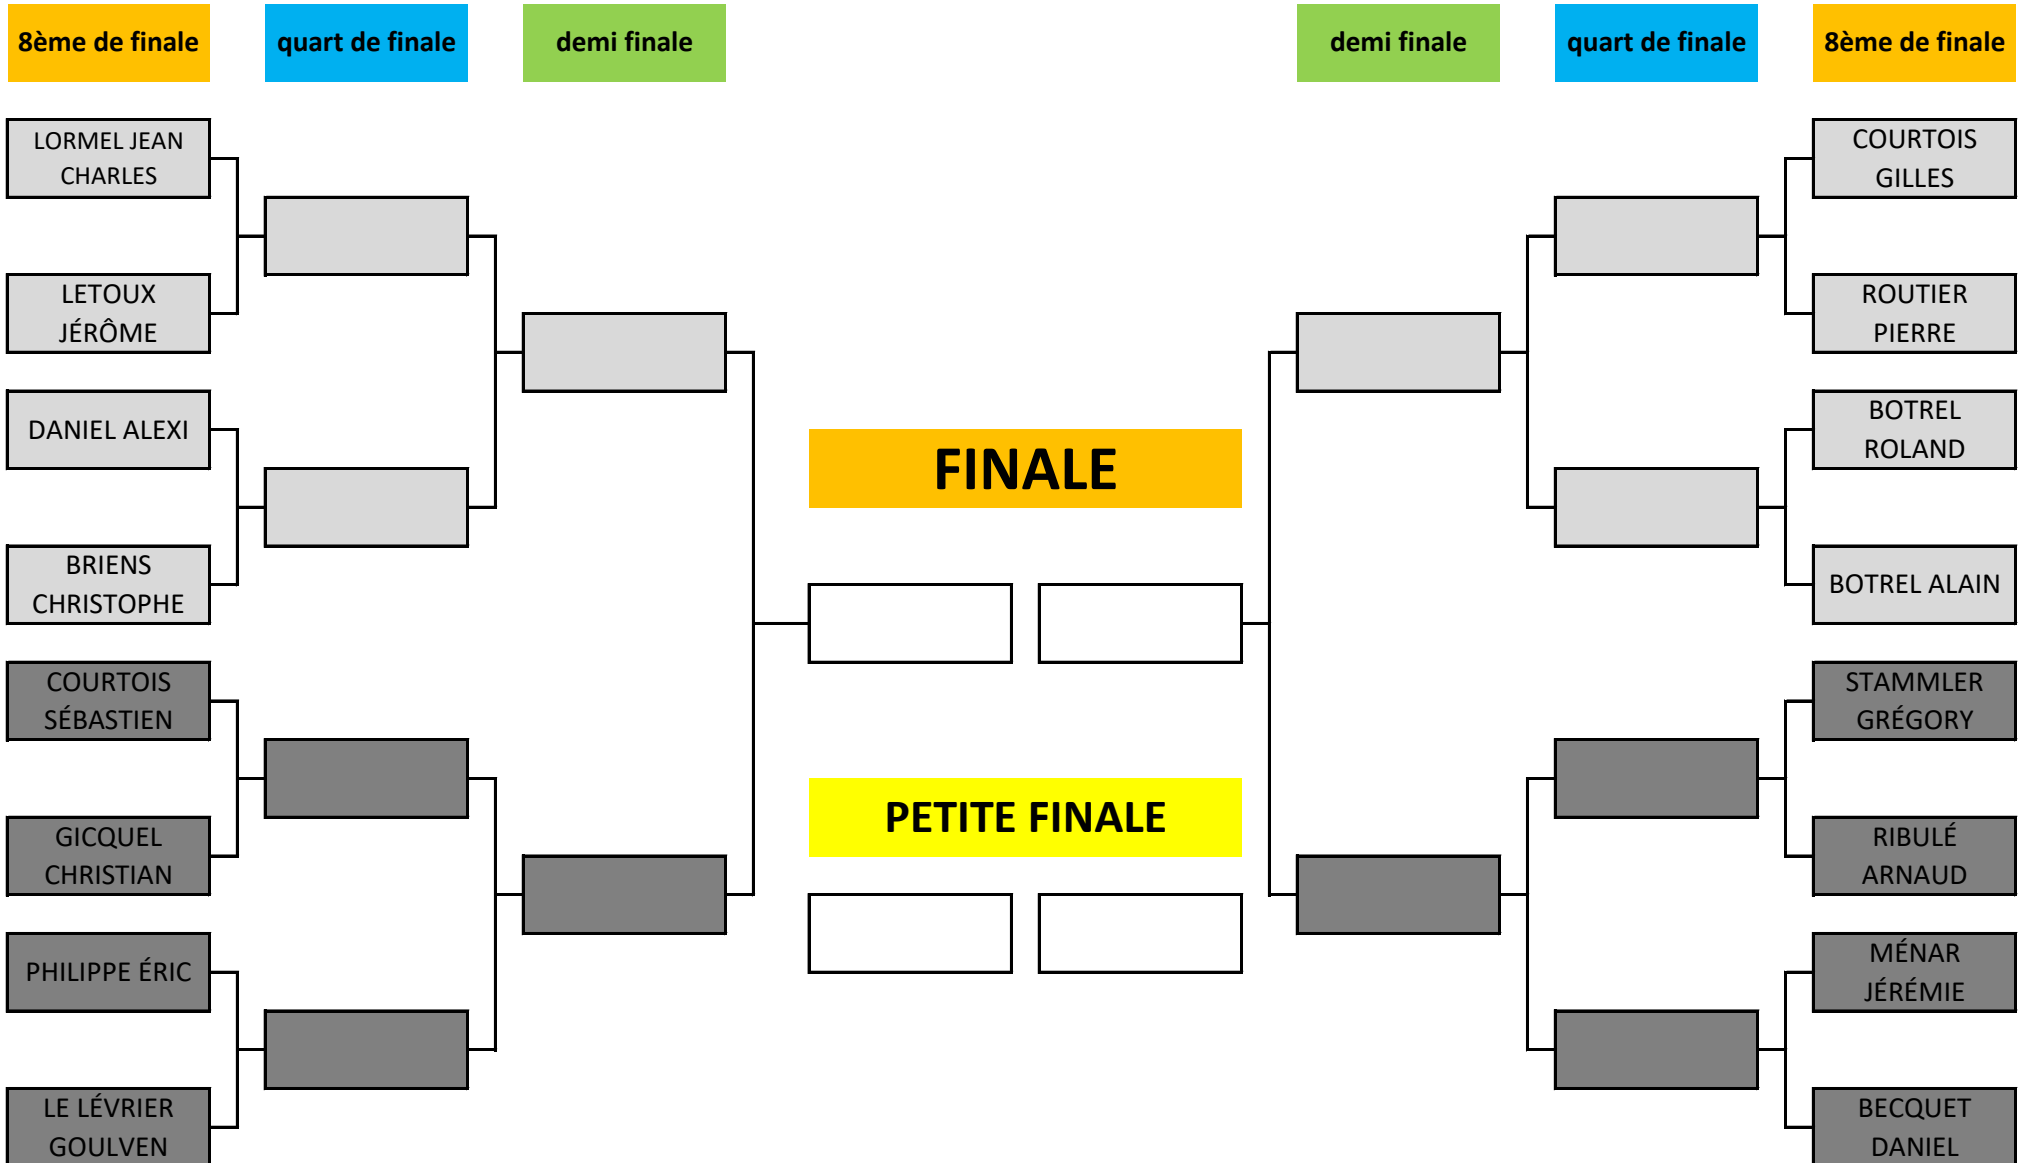 8ème de finale
quart de finale
demi finale
demi finale
quart de finale
8ème de finale
LORMEL JEAN
CHARLES
LETOUX
JÉRÔME
DANIEL ALEXI
BRIENS
CHRISTOPHE
COURTOIS
SÉBASTIEN
GICQUEL
CHRISTIAN
PHILIPPE ÉRIC
LE LÉVRIER
GOULVEN
FINALE
PETITE FINALE
COURTOIS
GILLES
ROUTIER
PIERRE
BOTREL
ROLAND
BOTREL ALAIN
STAMMLER
GRÉGORY
RIBULÉ
ARNAUD
MÉNAR
JÉRÉMIE
BECQUET
DANIEL